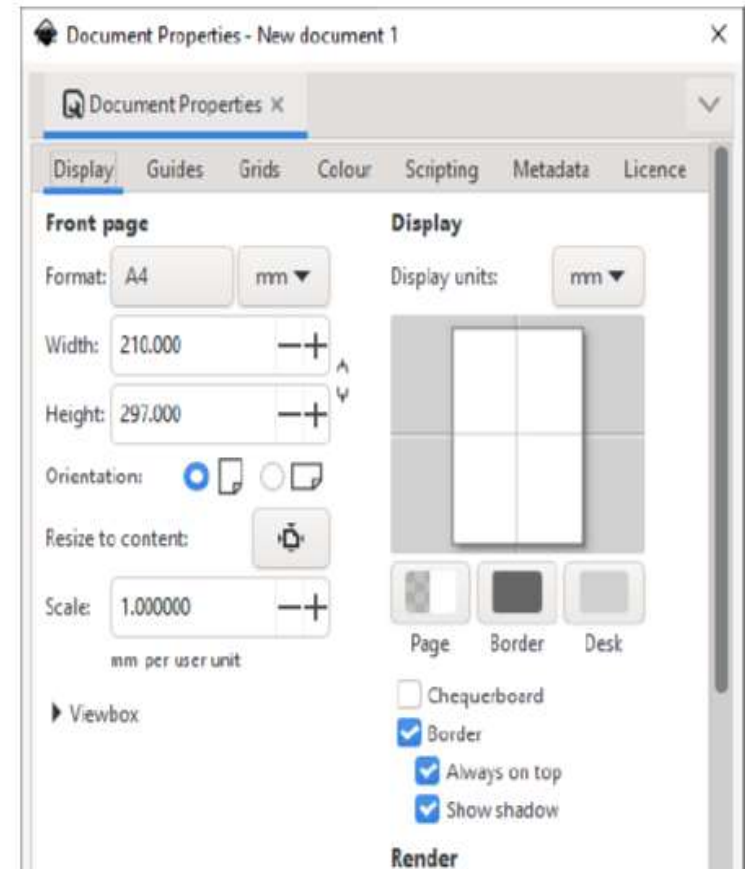 Document Properties - New document 1
Document Properties
Display Guides Grids Colour Scripting Metadata Licence
Front page
Format: A4 mm
Width: 210.000
Height: 297.000
Orientation:
Resize to content:
Scale: 1.000000
mm per user unit
Viewbox
Display
Display units: mm
Page Border Desk
Chequerboard
Border
Always on top
Show shadow
Render